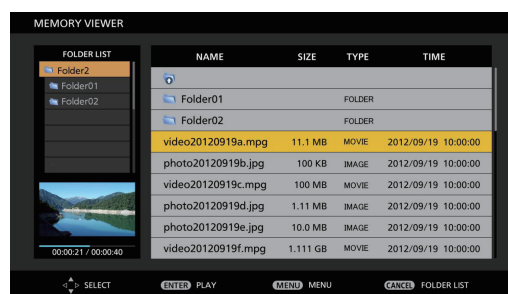 MEMORY VIEWER
FOLDER LIST
Folder2
Folder01
Folder02
00:00:21 / 00:00:40
NAME SIZE TYPE TIME
Folder01 FOLDER
Folder02 FOLDER
video20120919a.mpg 11.1 MB MOVIE 2012/09/19 10:00:00
photo20120919b.jpg 100 KB IMAGE 2012/09/19 10:00:00
video20120919c.mpg 100 MB MOVIE 2012/09/19 10:00:00
photo20120919d.jpg 1.11 MB IMAGE 2012/09/19 10:00:00
photo20120919e.jpg 10.0 MB IMAGE 2012/09/19 10:00:00
video20120919f.mpg 1.111 GB MOVIE 2012/09/19 10:00:00
SELECT ENTER PLAY MENU MENU CANCEL FOLDER LIST